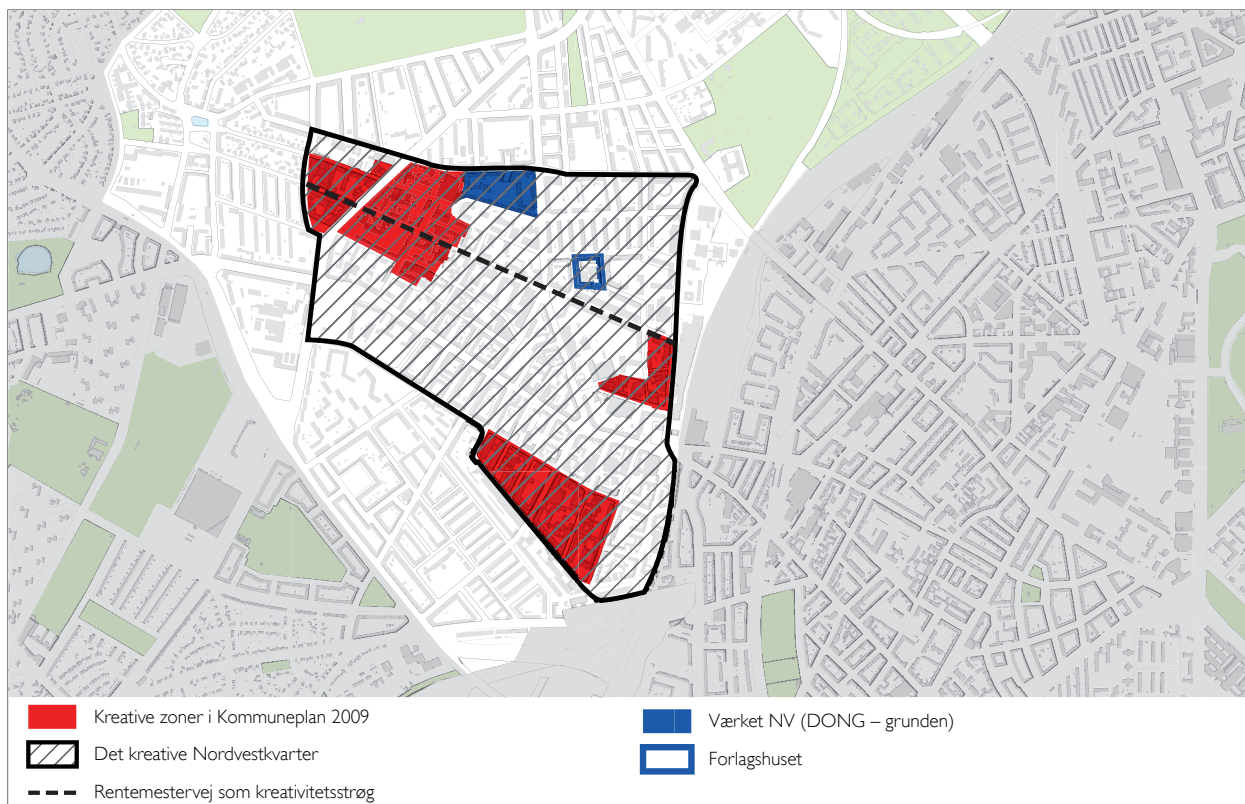 Kreative zoner i Kommuneplan 2009
Det kreative Nordvestkvarter
Rentemestervej som kreativitetsstrøg
Værket NV (DONG – grunden)
Forlagshuset